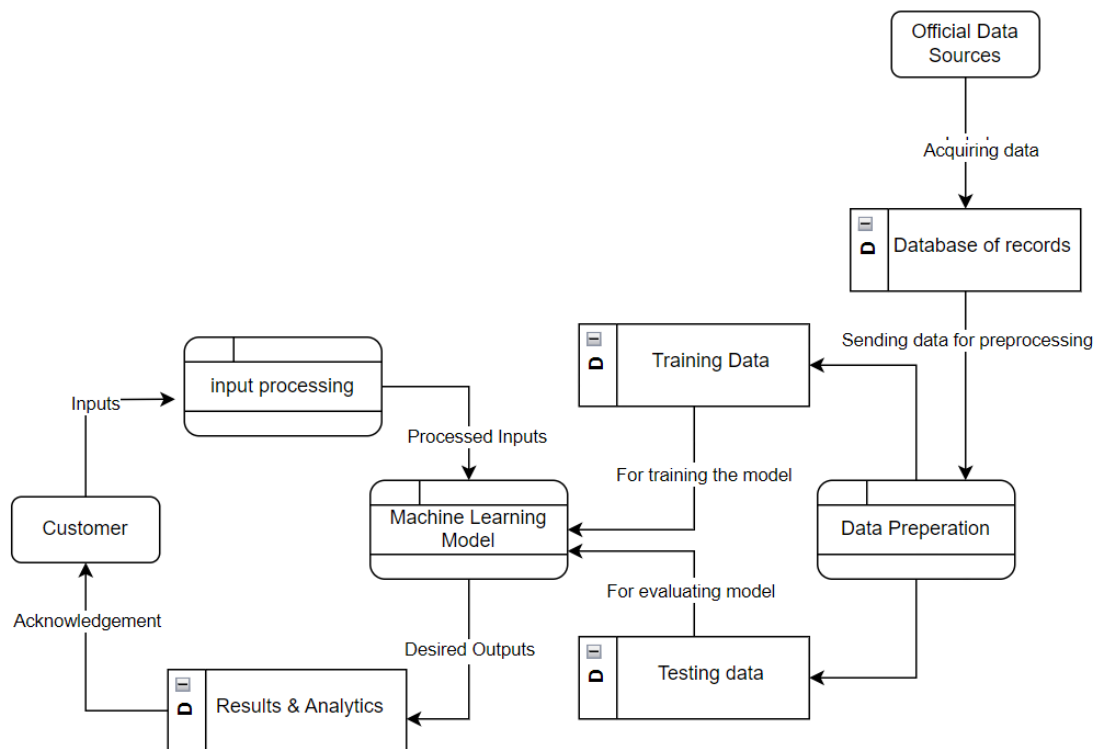 Official Data
Sources
Acquiring data
D
Database of records
Sending data for preprocessing
D
Training Data
input processing
Inputs
Processed Inputs
For training the model
Customer
Machine Learning
Model
Data Preperation
For evaluating model
Acknowledgement
Desired Outputs
D
Testing data
D
Results & Analytics